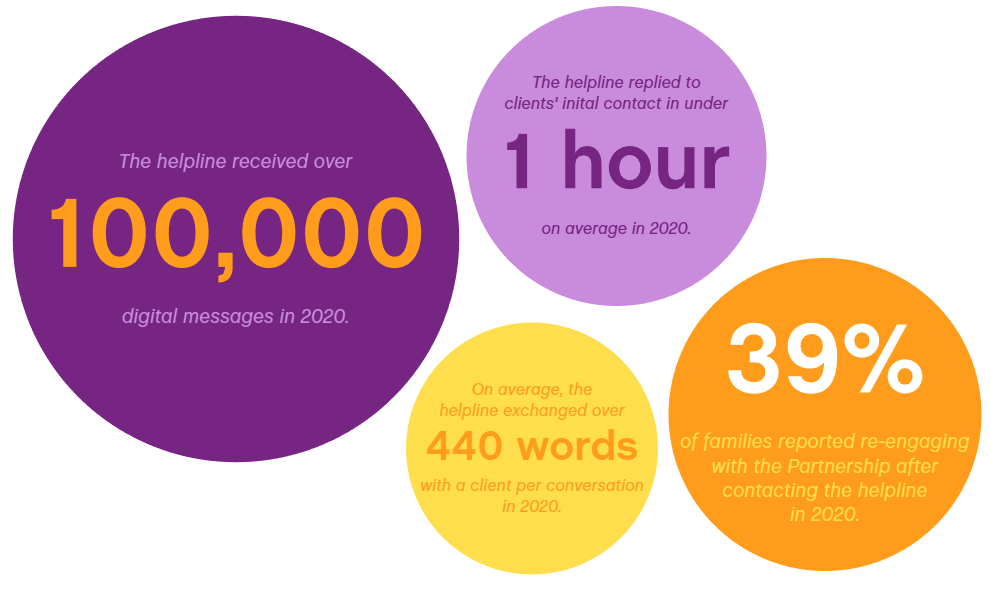 The helpline received over
100,000
digital messages in 2020.
The helpline replied to
clients' inital contact in under
1 hour
on average in 2020.
On average, the
helpline exchanged over
440 words
with a client per conversation
in 2020.
39%
of families reported re-engaging
with the Partnership after
contacting the helpline
in 2020.